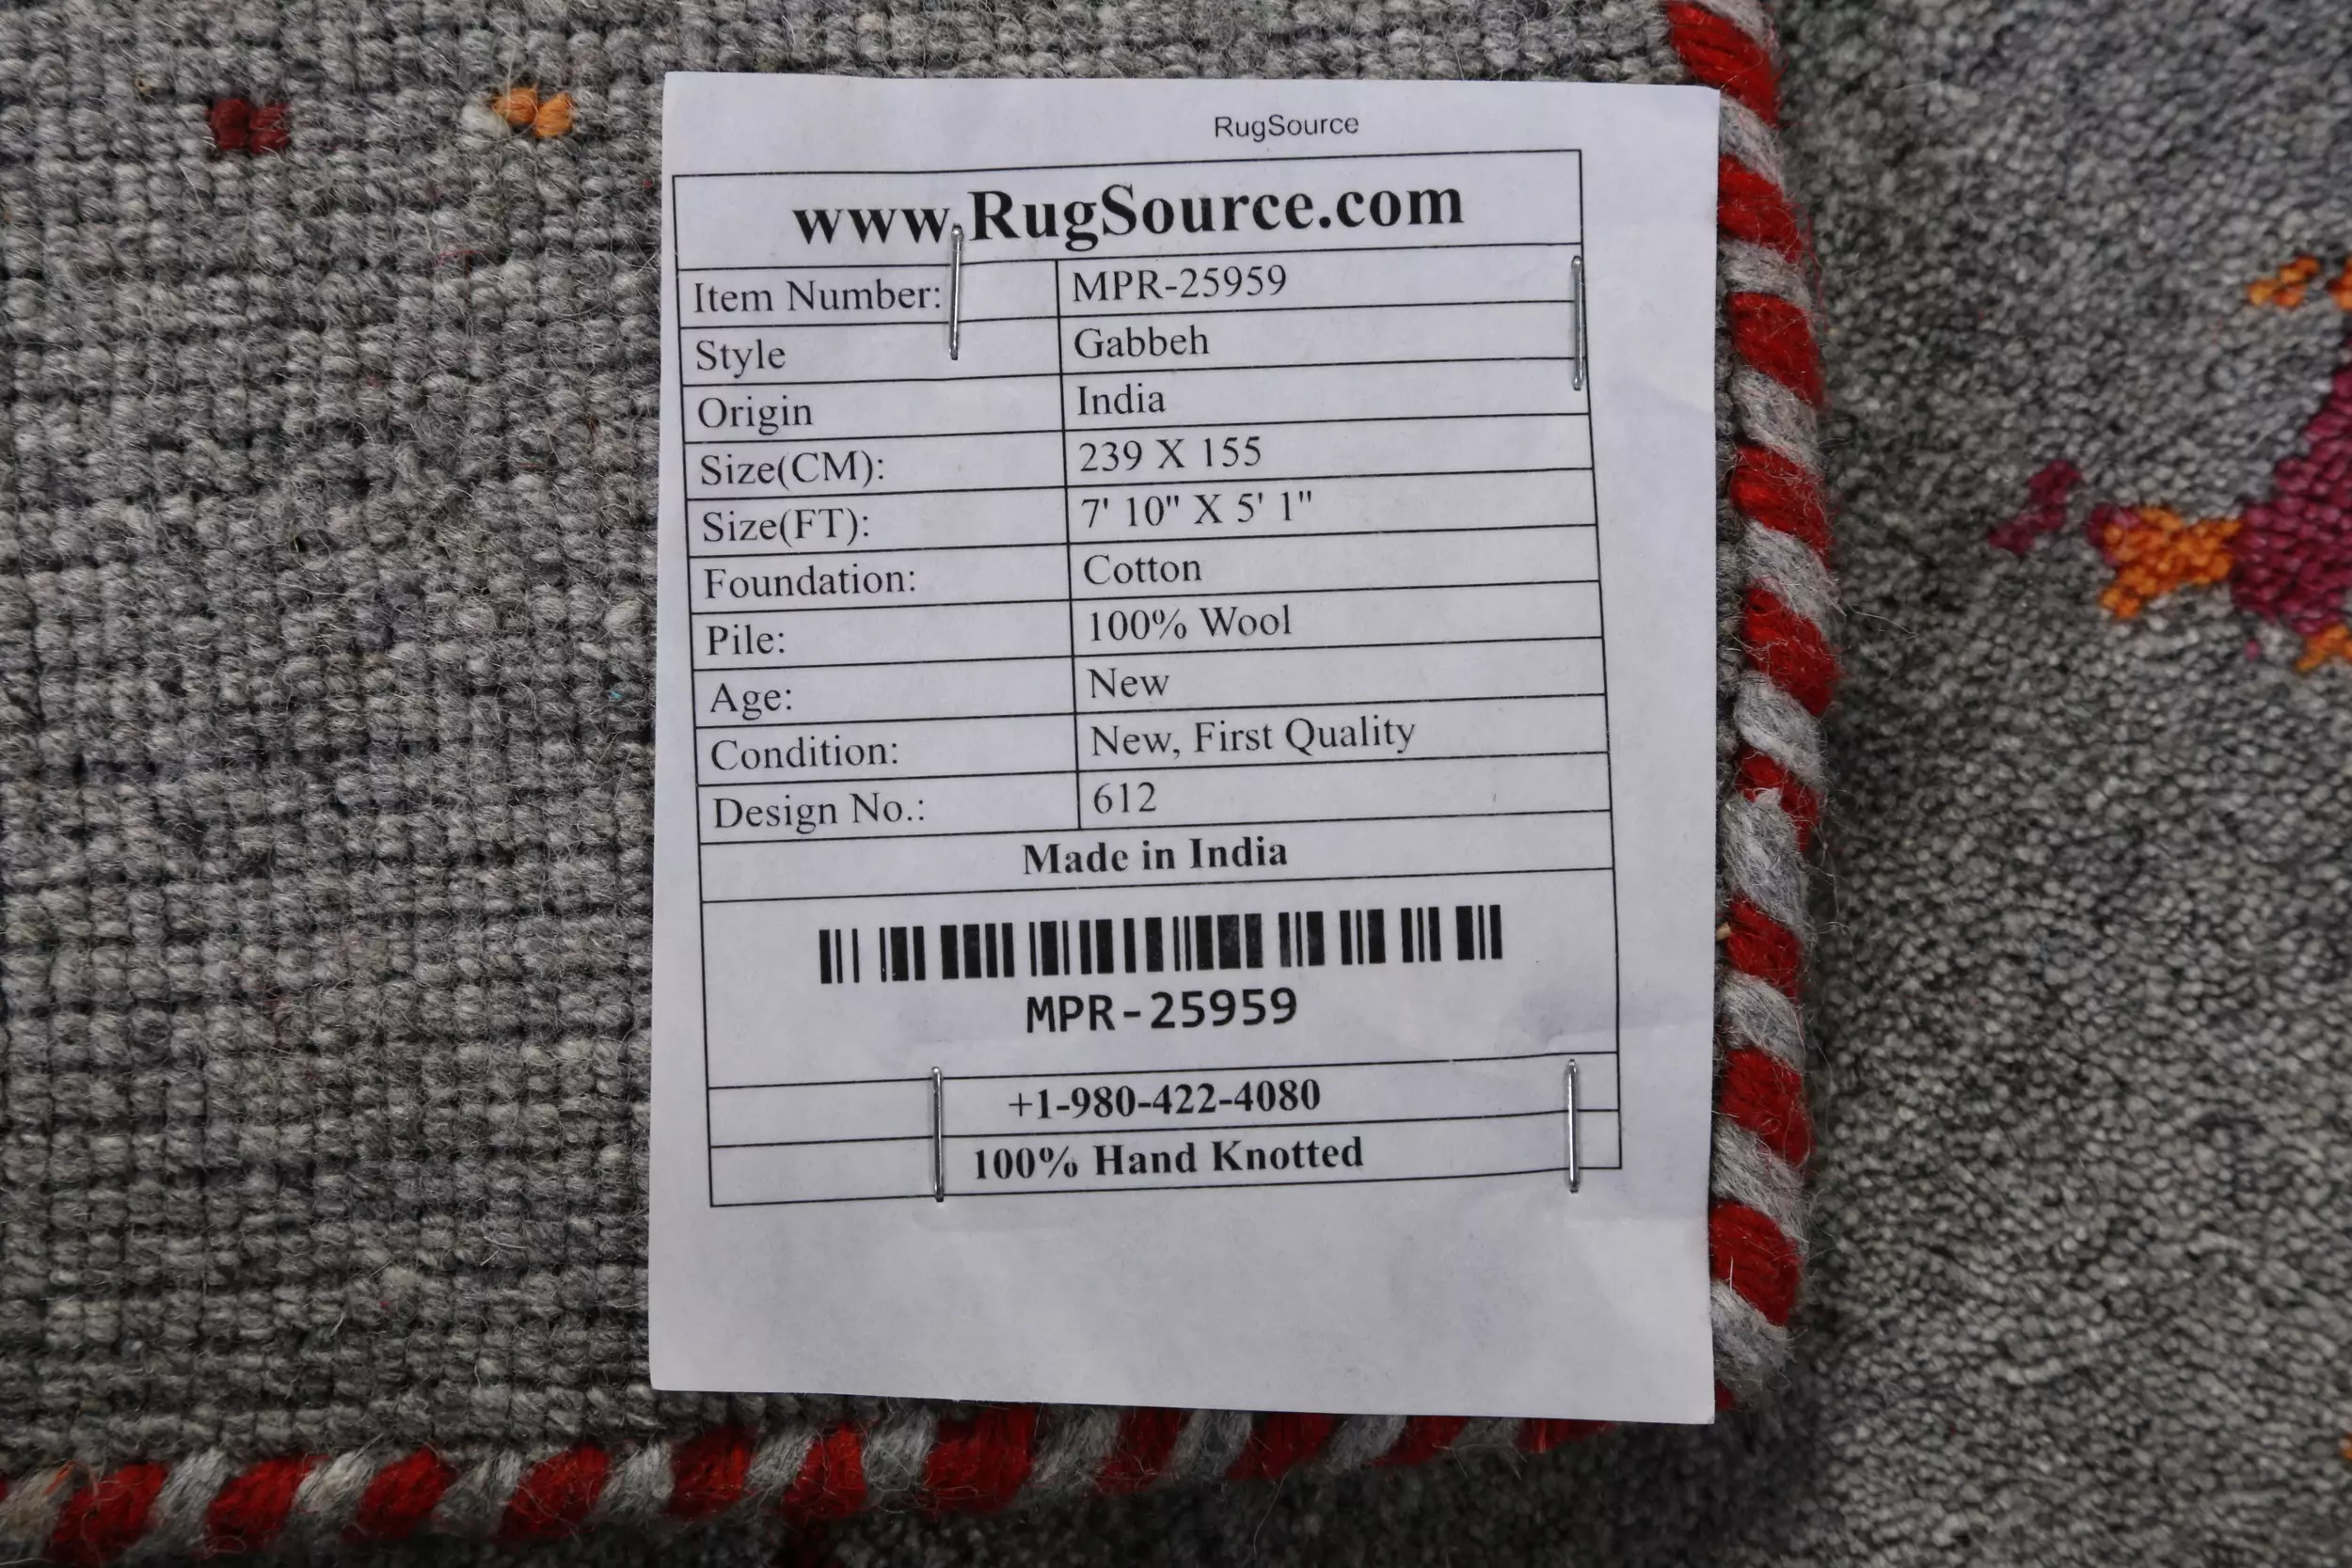 RugSource
www.RugSource.com
Item Number: MPR-25959
Style Gabbeh
Origin India
Size(CM): 239 X 155
Size(FT): 7' 10" X 5' 1"
Foundation: Cotton
Pile: 100% Wool
Age: New
Condition: New, First Quality
Design No.: 612
Made in India
MPR-25959
+1-980-422-4080
100% Hand Knotted